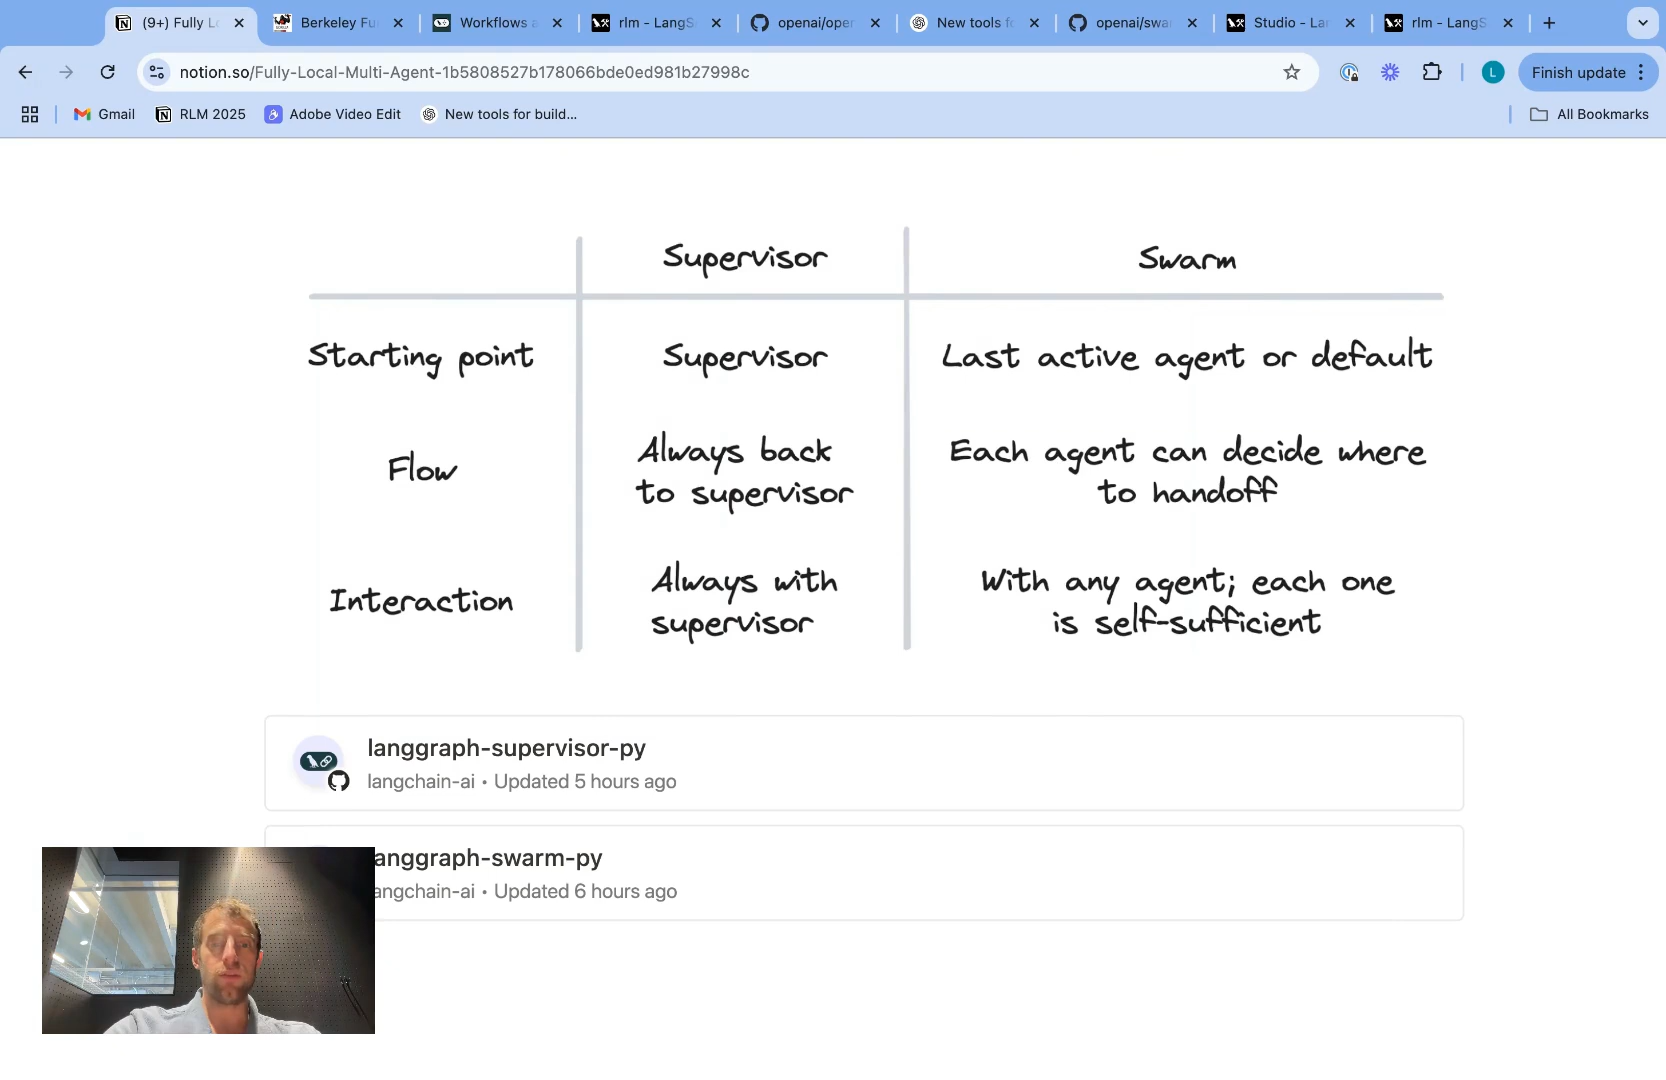 (9+) Fully Lo
Berkeley Fu
Workflows a
rlm - LangS
openai/ope
New tools f
openai/swa
Studio - La
rlm - LangS
notion.so/Fully-Local-Multi-Agent-1b5808527b178066bde0ed981b27998c
L
Finish update
Gmail
RLM 2025
Adobe Video Edit
New tools for build...
All Bookmarks
Supervisor
Swarm
Starting point
Supervisor
Last active agent or default
Flow
Always back
to supervisor
Each agent can decide where
to handoff
Interaction
Always with
supervisor
With any agent; each one
is self-sufficient
langgraph-supervisor-py
langchain-ai • Updated 5 hours ago
anggraph-swarm-py
angchain-ai • Updated 6 hours ago